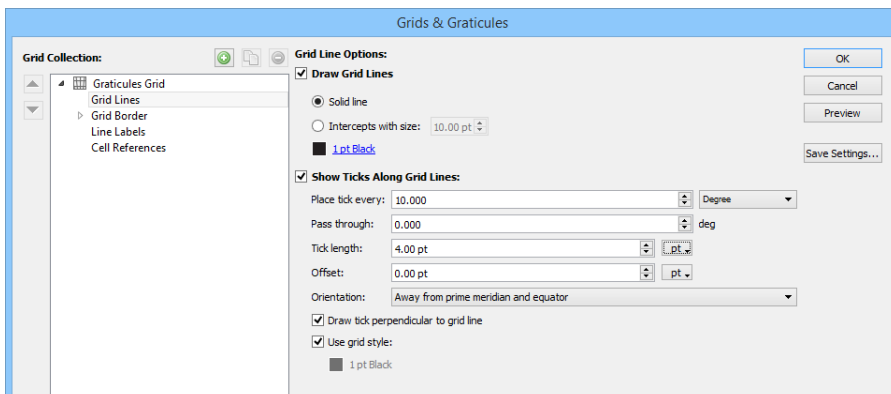 Grids & Graticules
Grid Collection:
Graticules Grid
Grid Lines
Grid Border
Line Labels
Cell References
Grid Line Options:
Draw Grid Lines
Solid line
Intercepts with size: 10.00 pt
1 pt Black
Show Ticks Along Grid Lines:
Place tick every: 10.000 Degree
Pass through: 0.000 deg
Tick length: 4.00 pt pt
Offset: 0.00 pt pt
Orientation: Away from prime meridian and equator
Draw tick perpendicular to grid line
Use grid style:
1 pt Black
OK
Cancel
Preview
Save Settings...